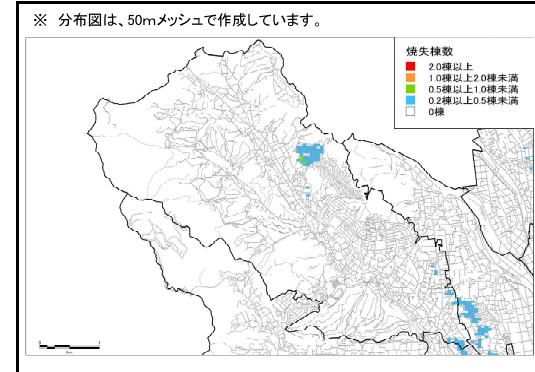 ※ 分布図は、50mメッシュで作成しています。
焼失棟数
2.0棟以上
1.0棟以上2.0棟未満
0.5棟以上1.0棟未満
0.2棟以上0.5棟未満
0棟